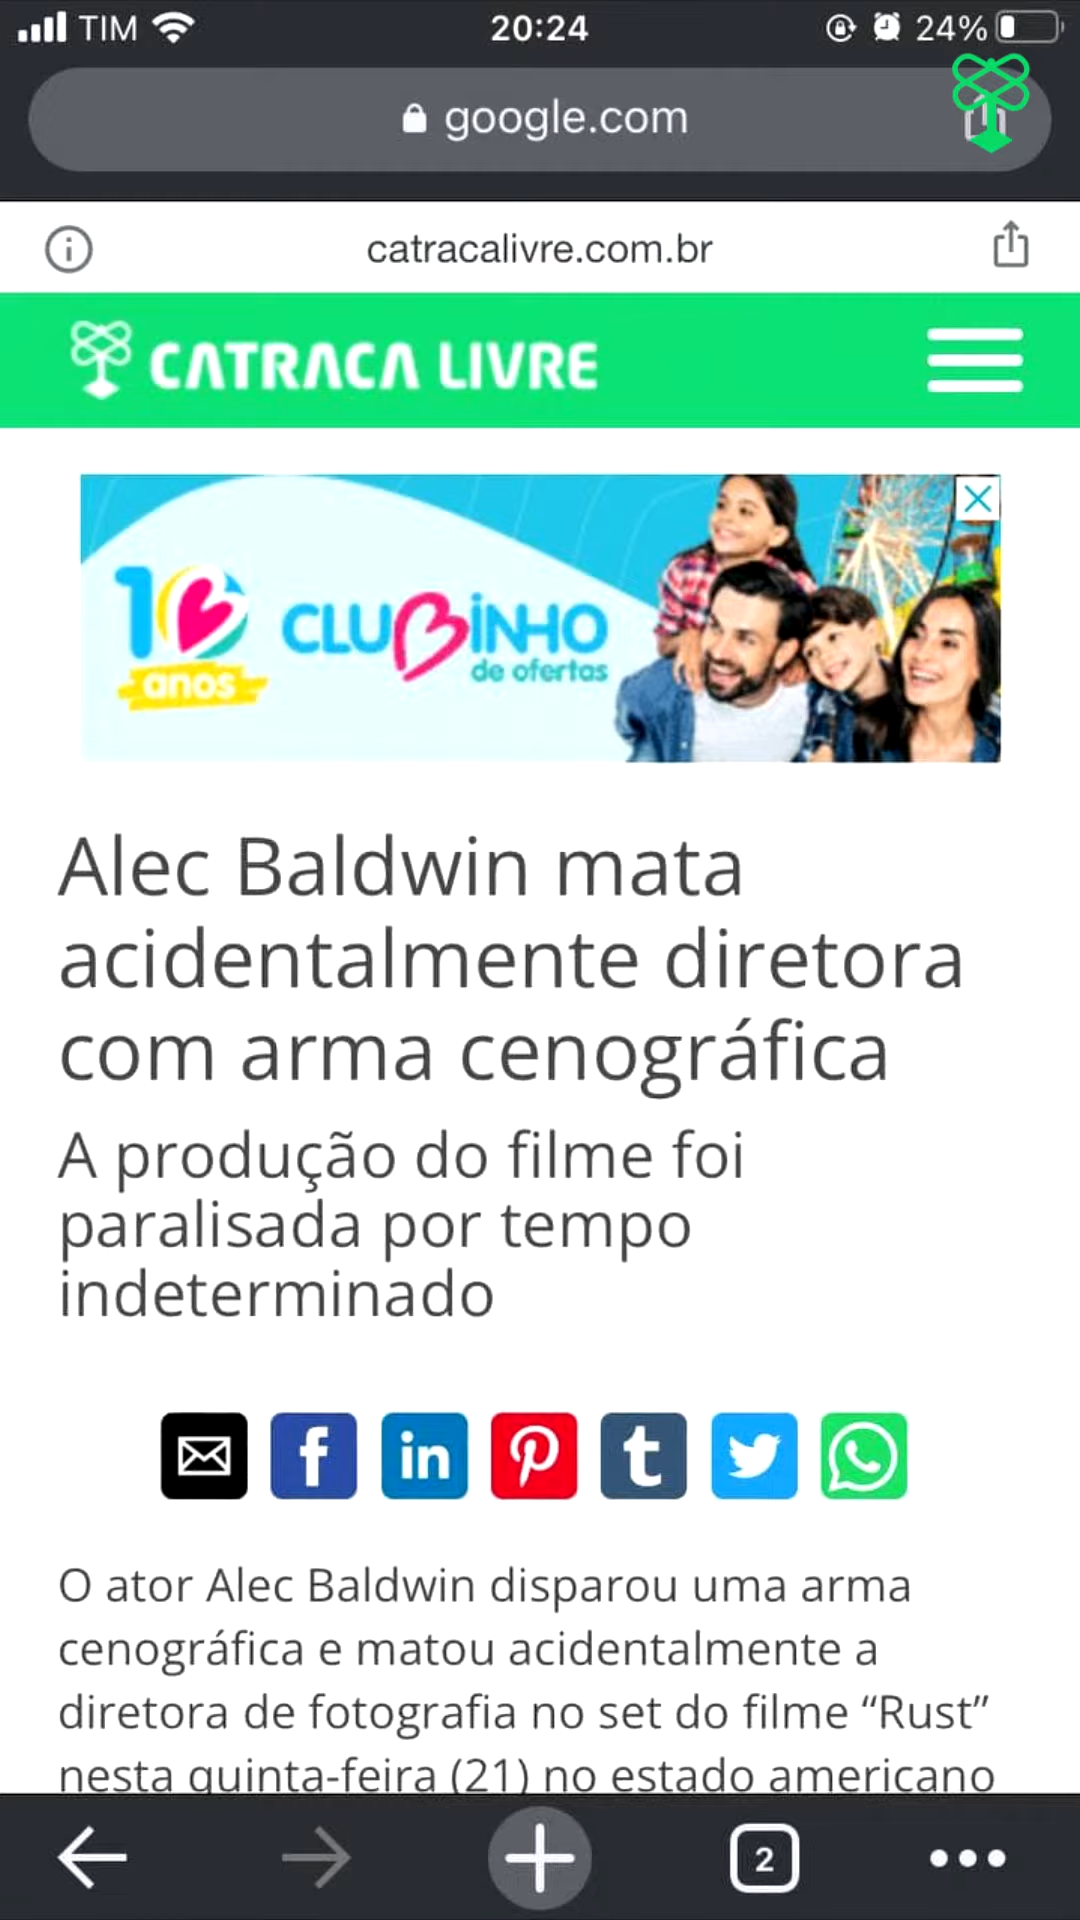 TIM 20:24 24%
google.com
catracalivre.com.br
CATRACA LIVRE
10 anos
CLUBINHO
de ofertas
Alec Baldwin mata
acidentalmente diretora
com arma cenográfica
A produção do filme foi
paralisada por tempo
indeterminado
O ator Alec Baldwin disparou uma arma
cenográfica e matou acidentalmente a
diretora de fotografia no set do filme “Rust”
nesta quinta-feira (21) no estado americano
2